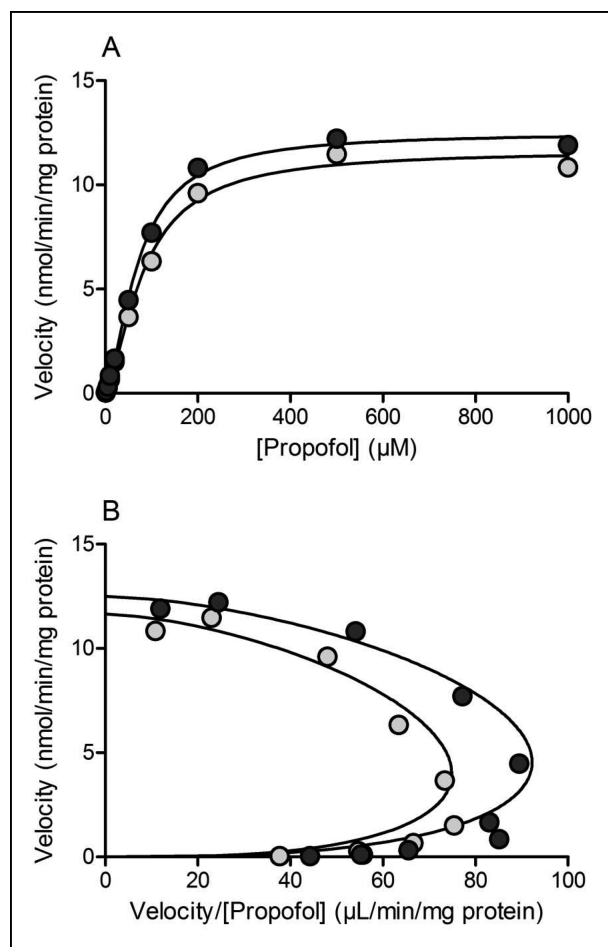 A
Velocity (nmol/min/mg protein)
15
10
5
0
0 200 400 600 800 1000
[Propofol] (µM)
B
Velocity (nmol/min/mg protein)
15
10
5
0
0 20 40 60 80 100
Velocity/[Propofol] (µL/min/mg protein)